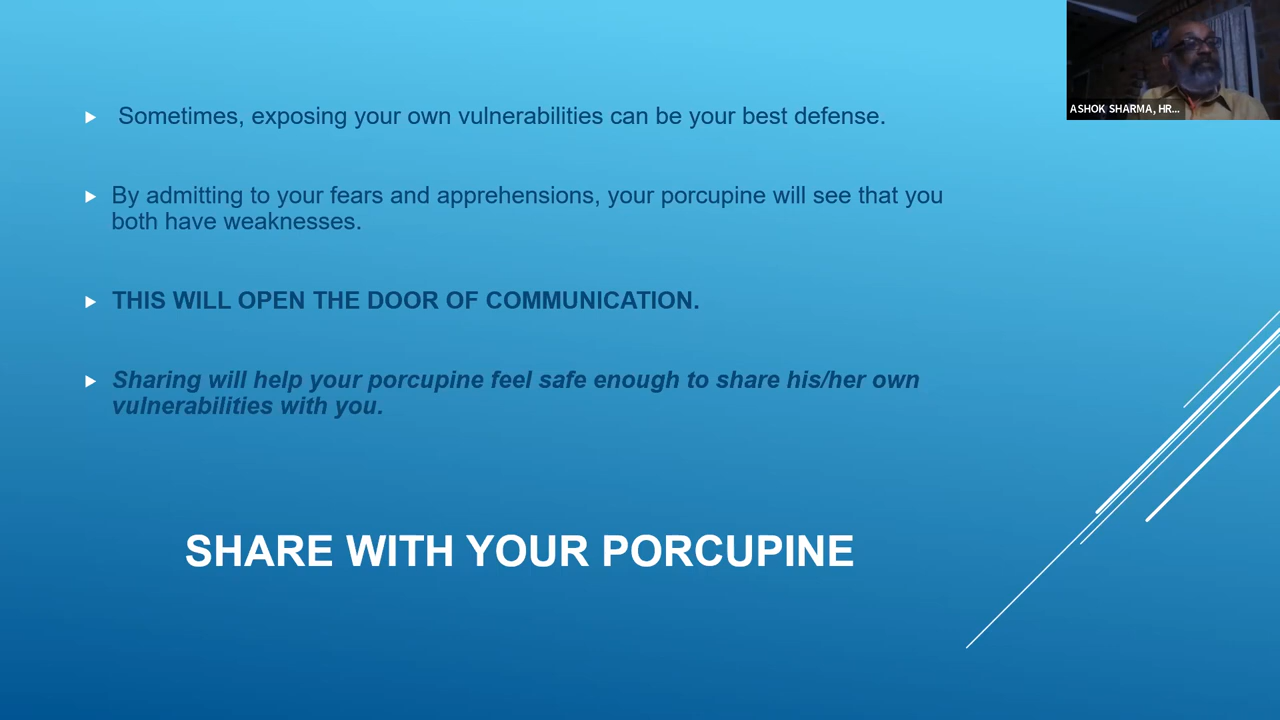 Sometimes, exposing your own vulnerabilities can be your best defense.
By admitting to your fears and apprehensions, your porcupine will see that you
both have weaknesses.
THIS WILL OPEN THE DOOR OF COMMUNICATION.
Sharing will help your porcupine feel safe enough to share his/her own
vulnerabilities with you.
SHARE WITH YOUR PORCUPINE
ASHOK SHARMA, HR...